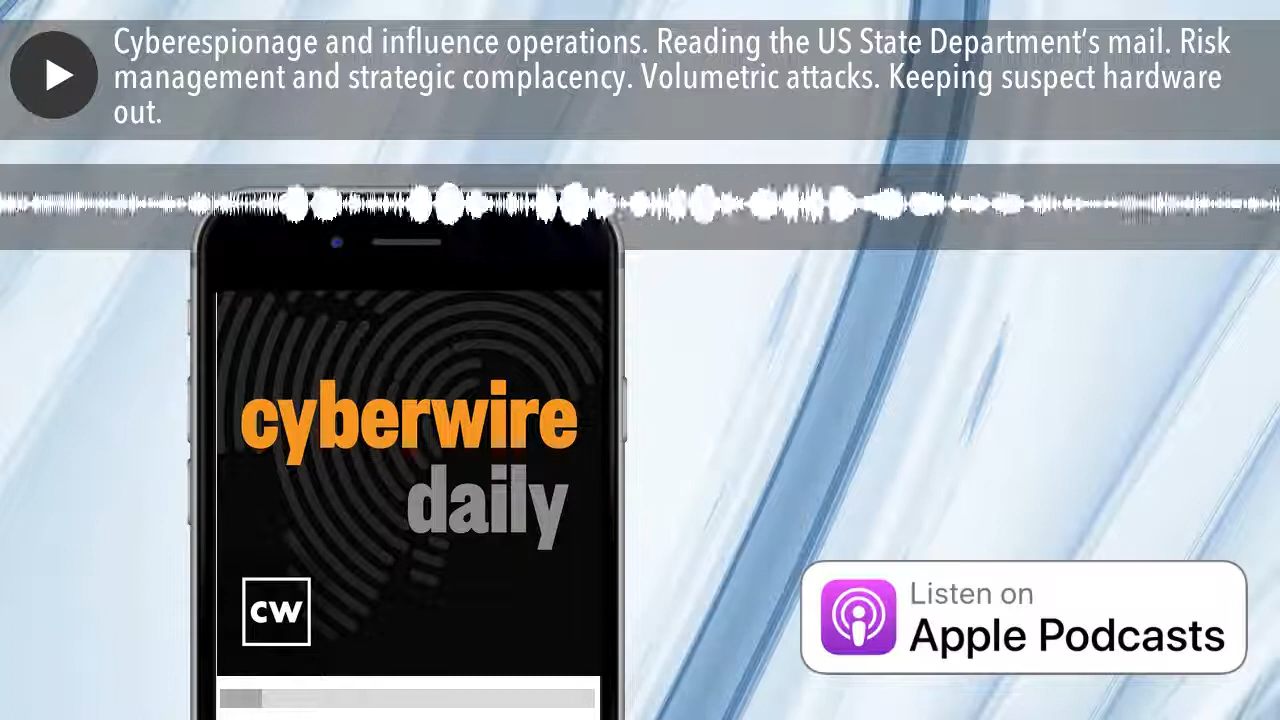 Cyberespionage and influence operations. Reading the US State Department’s mail. Risk
management and strategic complacency. Volumetric attacks. Keeping suspect hardware
out.
cyberwire
daily
CW
Listen on
Apple Podcasts